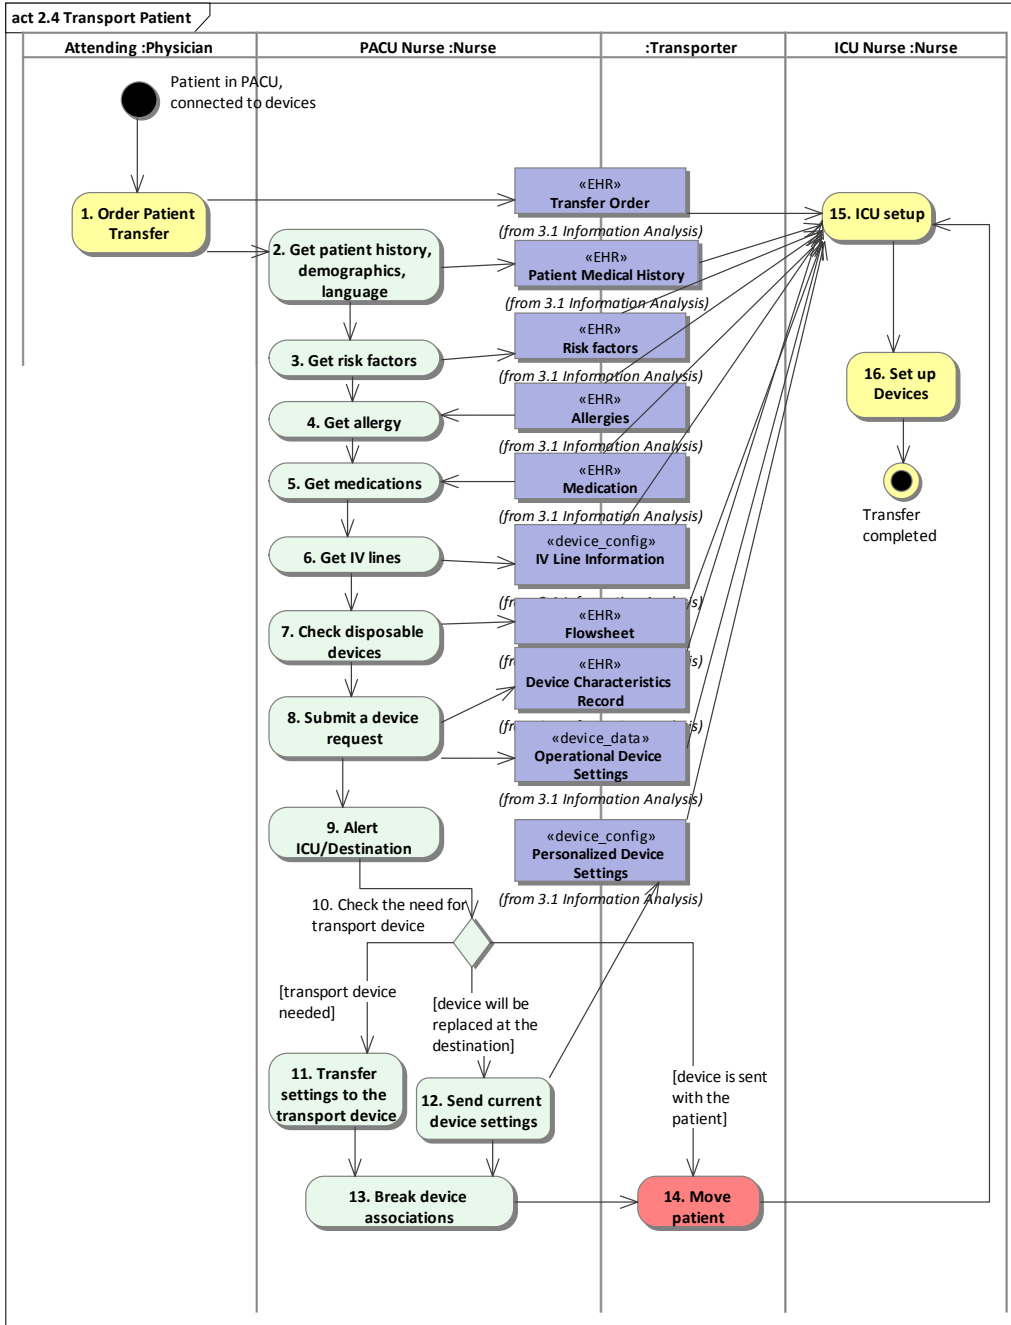 act 2.4 Transport Patient
Attending :Physician
PACU Nurse :Nurse
:Transporter
ICU Nurse :Nurse
Patient in PACU,
connected to devices
1. Order Patient
Transfer
«EHR»
Transfer Order
(from 3.1 Information Analysis)
15. ICU setup
2. Get patient history,
demographics,
language
«EHR»
Patient Medical History
(from 3.1 Information Analysis)
3. Get risk factors
«EHR»
Risk factors
(from 3.1 Information Analysis)
16. Set up
Devices
4. Get allergy
«EHR»
Allergies
(from 3.1 Information Analysis)
5. Get medications
«EHR»
Medication
(from 3.1 Information Analysis)
Transfer
completed
6. Get IV lines
«device_config»
IV Line Information
7. Check disposable
devices
«EHR»
Flowsheet
8. Submit a device
request
«EHR»
Device Characteristics
Record
«device_data»
Operational Device
Settings
(from 3.1 Information Analysis)
9. Alert
ICU/Destination
«device_config»
Personalized Device
Settings
(from 3.1 Information Analysis)
10. Check the need for
transport device
[transport device
needed]
[device will be
replaced at the
destination]
[device is sent
with the
patient]
11. Transfer
settings to the
transport device
12. Send current
device settings
13. Break device
associations
14. Move
patient